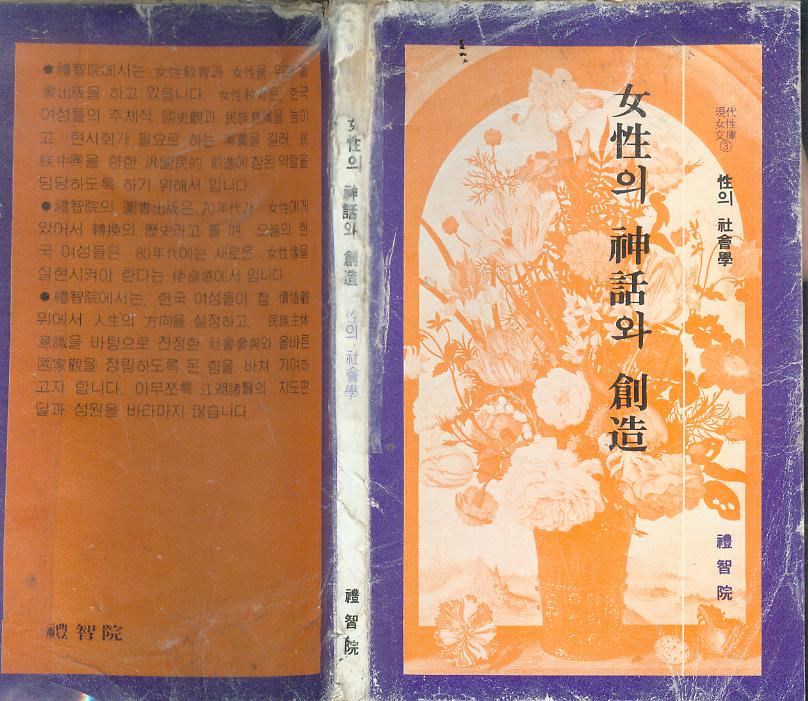 ●禮智院에서는 女性敎育과 女性을 위한 圖
書出版을 하고 있읍니다. 女性敎育은, 한국
여성들의 주체적 國史觀과 民族意識을 높이
고, 현사회가 필요로 하는 素養을 길러, 民
族中興을 향한 汎國民的 前進에 참된 역할을
담당하도록 하기 위해서 입니다.
●禮智院의 圖書出版은 70年代가 女性에게
있어서 轉換의 歷史라고 볼 때, 오늘의 한
국 여성들은, 80年代에는 새로운 女性像을
실현시켜야 한다는 使命感에서 입니다.
●禮智院에서는, 한국 여성들이 참 價値觀
위에서 人生의 方向을 설정하고, 民族主体
意識을 바탕으로 진정한 社會參與와 올바른
國家觀을 정립하도록 온 힘을 바쳐 기여하
고자 합니다. 아무쪼록 江湖諸賢의 지도편
달과 성원을 바라마지 않습니다.
禮智院
女性의 神話와 創造 性의 社會學
禮智院
現代女性文庫③
性의 社會學
女性의 神話와 創造
禮智院